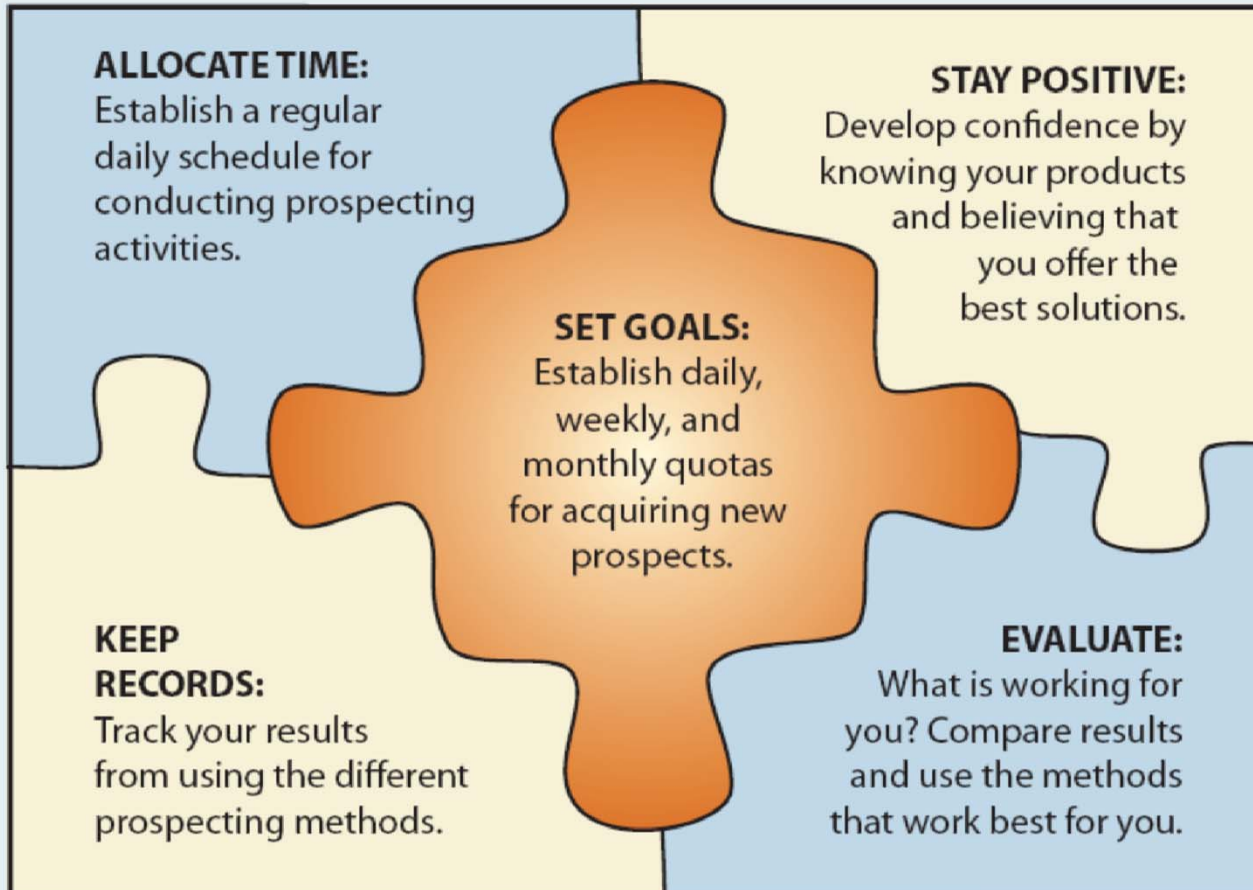 ALLOCATE TIME:
Establish a regular
daily schedule for
conducting prospecting
activities.
STAY POSITIVE:
Develop confidence by
knowing your products
and believing that
you offer the
best solutions.
SET GOALS:
Establish daily,
weekly, and
monthly quotas
for acquiring new
prospects.
KEEP
RECORDS:
Track your results
from using the different
prospecting methods.
EVALUATE:
What is working for
you? Compare results
and use the methods
that work best for you.